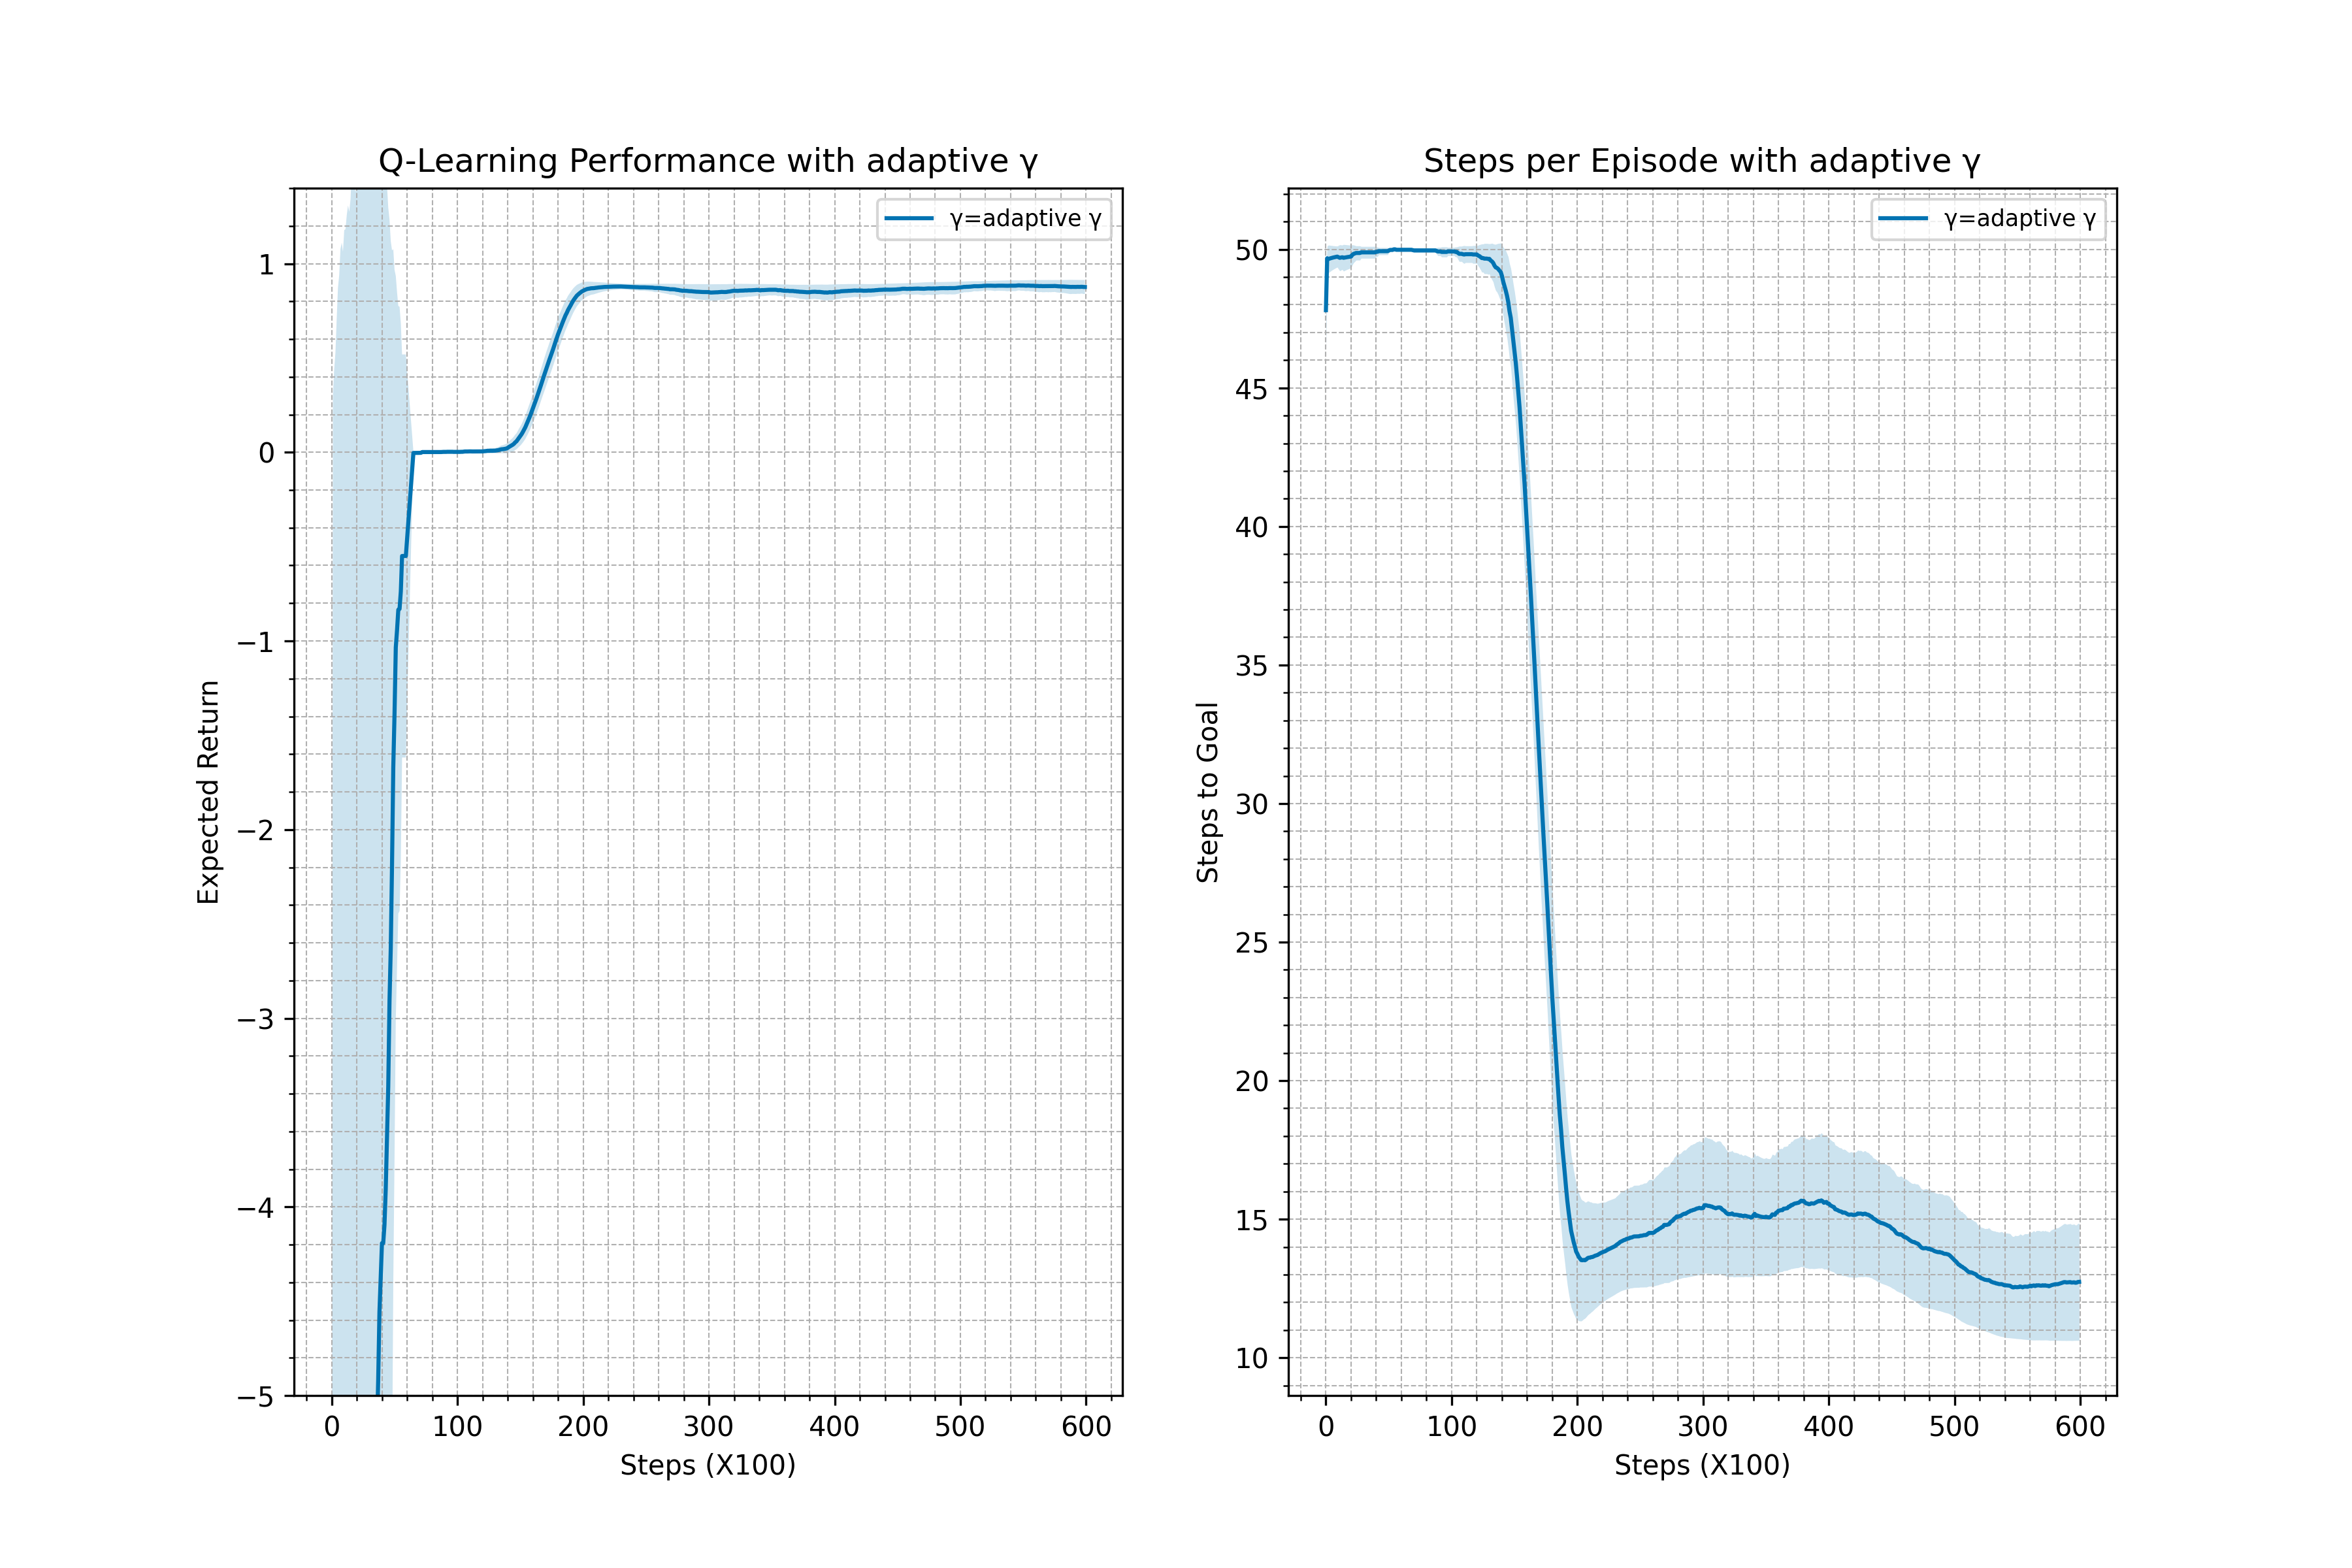 Q-Learning Performance with adaptive γ
γ=adaptive γ
Expected Return
1
0
−1
−2
−3
−4
−5
0 100 200 300 400 500 600
Steps (X100)
Steps per Episode with adaptive γ
γ=adaptive γ
Steps to Goal
50
45
40
35
30
25
20
15
10
0 100 200 300 400 500 600
Steps (X100)